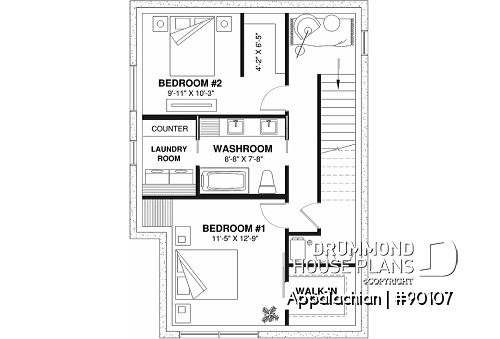 4'-2" X 6'-5"
BEDROOM #2
9'-11" X 10'-3"
COUNTER
LAUNDRY
ROOM
WASHROOM
8'-8" X 7'-8"
BEDROOM #1
11'-5" X 12'-9"
DRUMMOND
HOUSE PLANS
©COPYRIGHT
WALK-IN
Appalachian | #90107